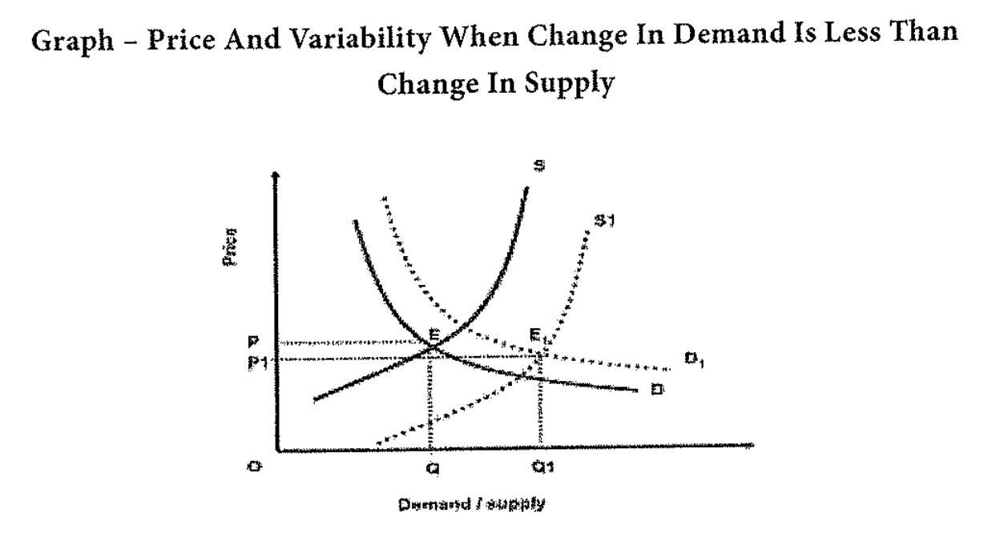 Graph – Price And Variability When Change In Demand Is Less Than
Change In Supply
S
S1
Price
E
E1
P
P1
D1
D
O
Q
Q1
Demand / supply